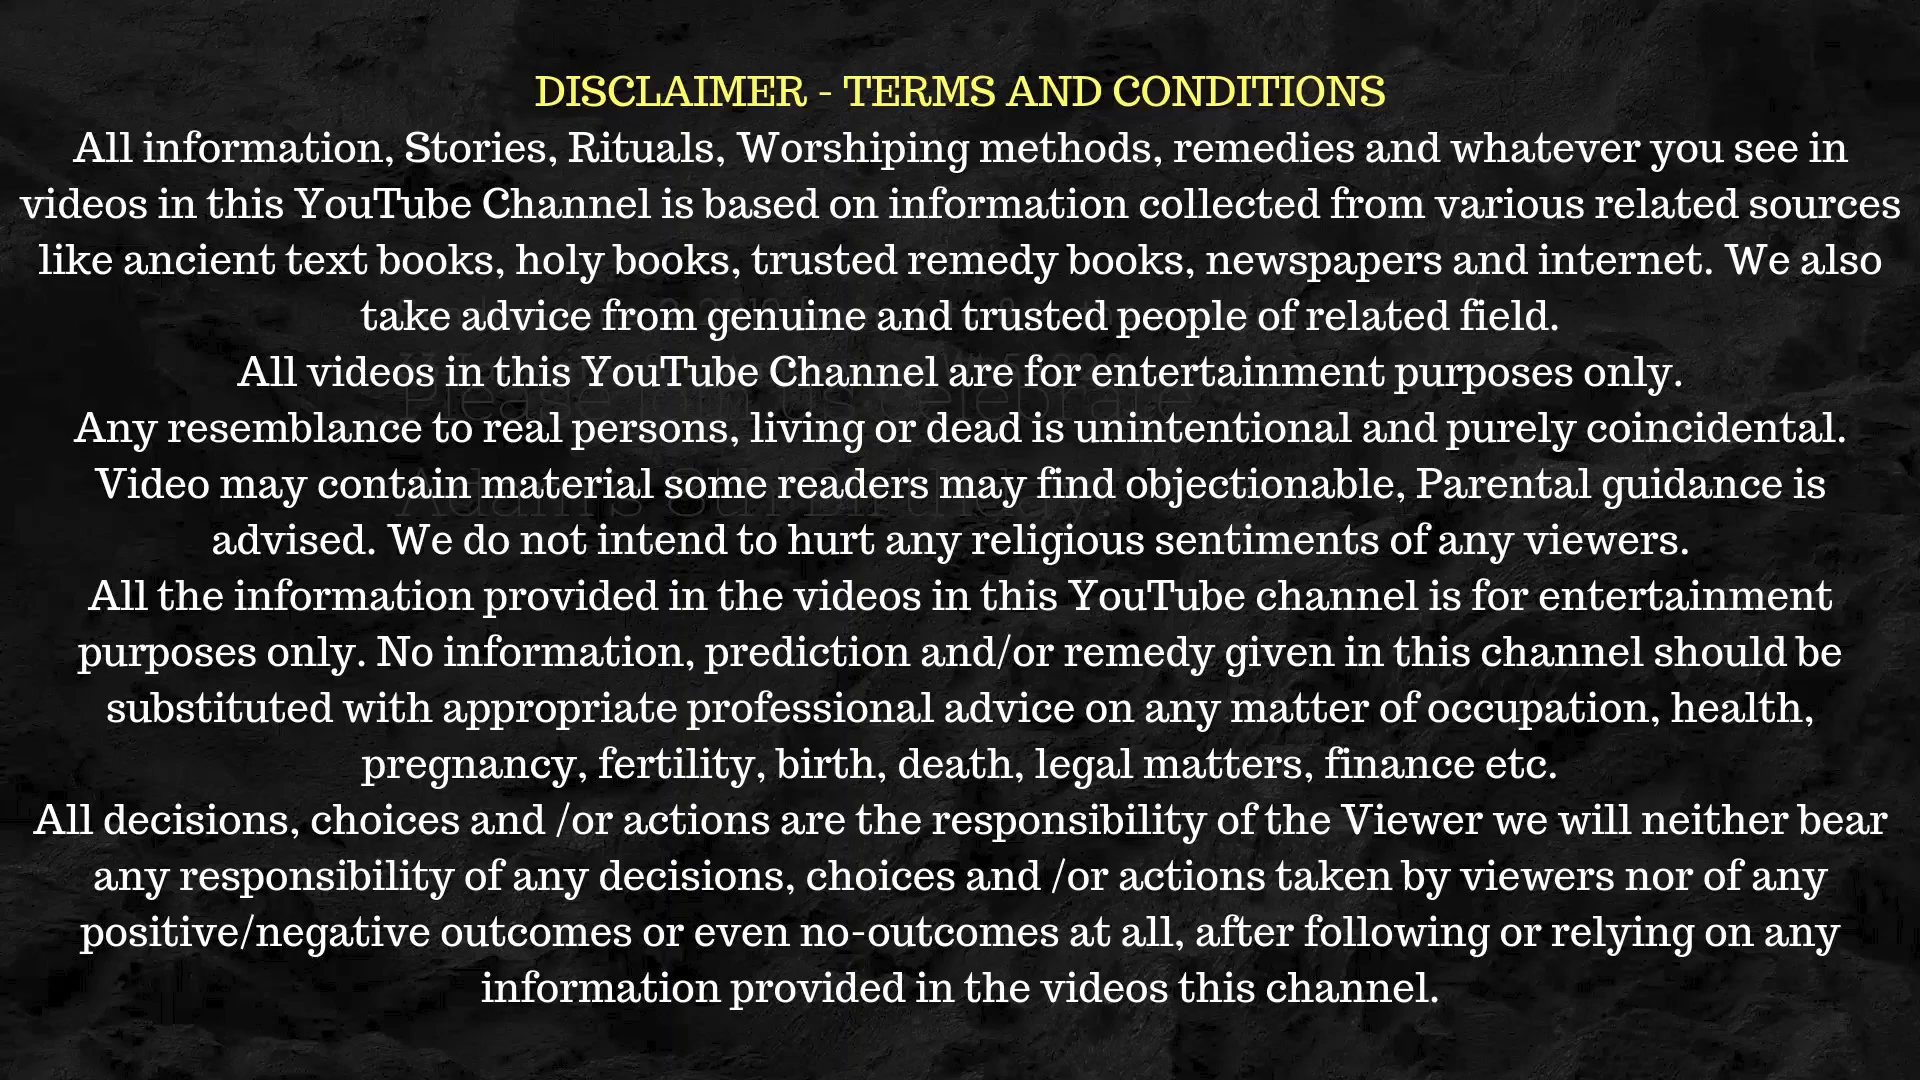 DISCLAIMER - TERMS AND CONDITIONS
All information, Stories, Rituals, Worshiping methods, remedies and whatever you see in
videos in this YouTube Channel is based on information collected from various related sources
like ancient text books, holy books, trusted remedy books, newspapers and internet. We also
take advice from genuine and trusted people of related field.
All videos in this YouTube Channel are for entertainment purposes only.
Please join us celebrate
Any resemblance to real persons, living or dead is unintentional and purely coincidental.
Video may contain material some readers may find objectionable, Parental guidance is
Adam's 8th Birthday
advised. We do not intend to hurt any religious sentiments of any viewers.
All the information provided in the videos in this YouTube channel is for entertainment
purposes only. No information, prediction and/or remedy given in this channel should be
substituted with appropriate professional advice on any matter of occupation, health,
pregnancy, fertility, birth, death, legal matters, finance etc.
All decisions, choices and /or actions are the responsibility of the Viewer we will neither bear
any responsibility of any decisions, choices and /or actions taken by viewers nor of any
positive/negative outcomes or even no-outcomes at all, after following or relying on any
information provided in the videos this channel.